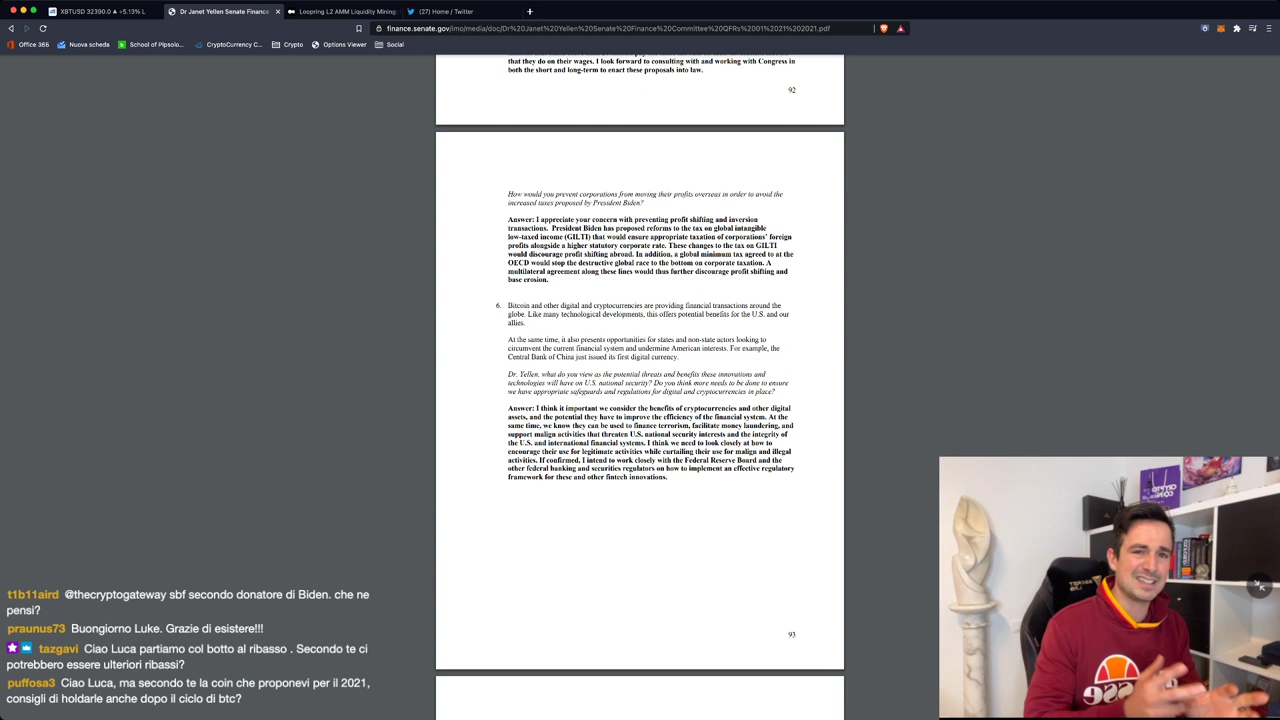 XBTUSD 32390.0 ▲ +5.13% L
Dr Janet Yellen Senate Finance
Loopring L2 AMM Liquidity Mining
(27) Home / Twitter
finance.senate.gov/imo/media/doc/Dr%20Janet%20Yellen%20Senate%20Finance%20Committee%20QFRs%2001%2021%202021.pdf
Office 365
Nuova scheda
School of Pipsolo...
CryptoCurrency C...
Crypto
Options Viewer
Social
that they do on their wages. I look forward to consulting with and working with Congress in
both the short and long-term to enact these proposals into law.
92
How would you prevent corporations from moving their profits overseas in order to avoid the
increased taxes proposed by President Biden?
Answer: I appreciate your concern with preventing profit shifting and inversion
transactions. President Biden has proposed reforms to the tax on global intangible
low-taxed income (GILTI) that would ensure appropriate taxation of corporations' foreign
profits alongside a higher statutory corporate rate. These changes to the tax on GILTI
would discourage profit shifting abroad. In addition, a global minimum tax agreed to at the
OECD would stop the destructive global race to the bottom on corporate taxation. A
multilateral agreement along these lines would thus further discourage profit shifting and
base erosion.
6. Bitcoin and other digital and cryptocurrencies are providing financial transactions around the
globe. Like many technological developments, this offers potential benefits for the U.S. and our
allies.
At the same time, it also presents opportunities for states and non-state actors looking to
circumvent the current financial system and undermine American interests. For example, the
Central Bank of China just issued its first digital currency.
Dr. Yellen, what do you view as the potential threats and benefits these innovations and
technologies will have on U.S. national security? Do you think more needs to be done to ensure
we have appropriate safeguards and regulations for digital and cryptocurrencies in place?
Answer: I think it important we consider the benefits of cryptocurrencies and other digital
assets, and the potential they have to improve the efficiency of the financial system. At the
same time, we know they can be used to finance terrorism, facilitate money laundering, and
support malign activities that threaten U.S. national security interests and the integrity of
the U.S. and international financial systems. I think we need to look closely at how to
encourage their use for legitimate activities while curtailing their use for malign and illegal
activities. If confirmed, I intend to work closely with the Federal Reserve Board and the
other federal banking and securities regulators on how to implement an effective regulatory
framework for these and other fintech innovations.
93
t1b11aird @thecryptogateway sbf secondo donatore di Biden. che ne
pensi?
praunus73 Buongiorno Luke. Grazie di esistere!!!
tazgavi Ciao Luca partiamo col botto al ribasso . Secondo te ci
potrebbero essere ulteriori ribassi?
puffosa3 Ciao Luca, ma secondo te la coin che proponevi per il 2021,
consigli di holdarle anche dopo il ciclo di btc?